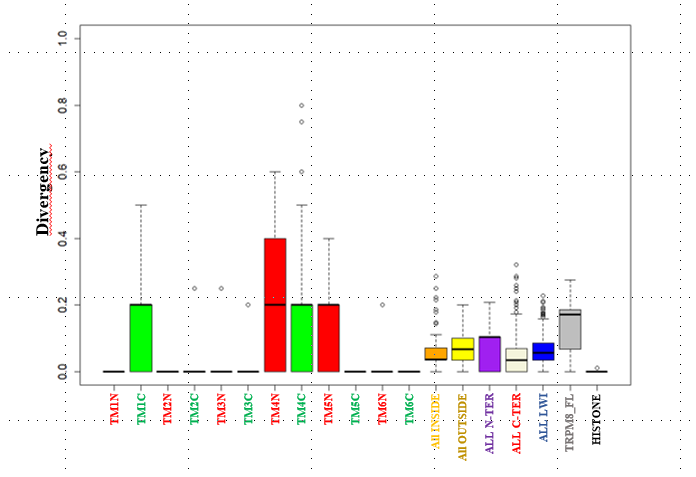 Divergency
1.0
0.8
0.6
0.4
0.2
0.0
TM1N
TM1C
TM2N
TM2C
TM3N
TM3C
TM4N
TM4C
TM5N
TM5C
TM6N
TM6C
All INSIDE
All OUTSIDE
ALL N-TER
ALL C-TER
ALL LWI
TRPM8_FL
HISTONE